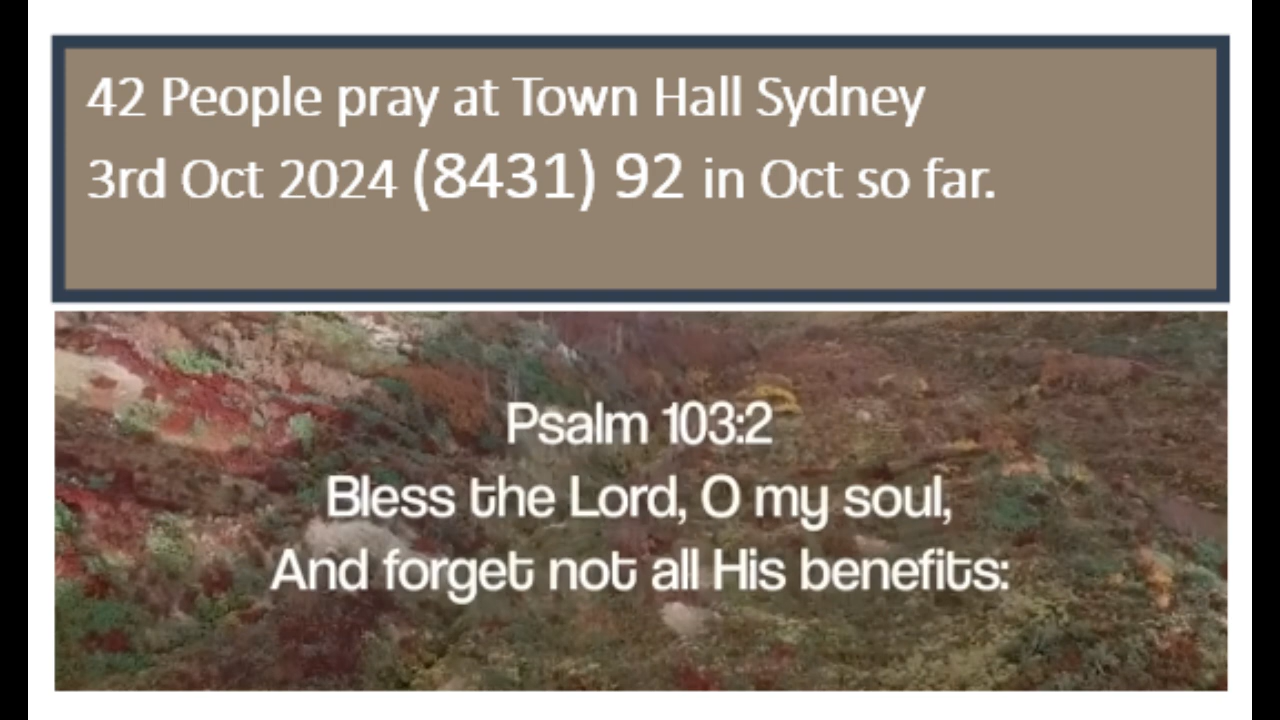 42 People pray at Town Hall Sydney
3rd Oct 2024 (8431) 92 in Oct so far.
Psalm 103:2
Bless the Lord, O my soul,
And forget not all His benefits: